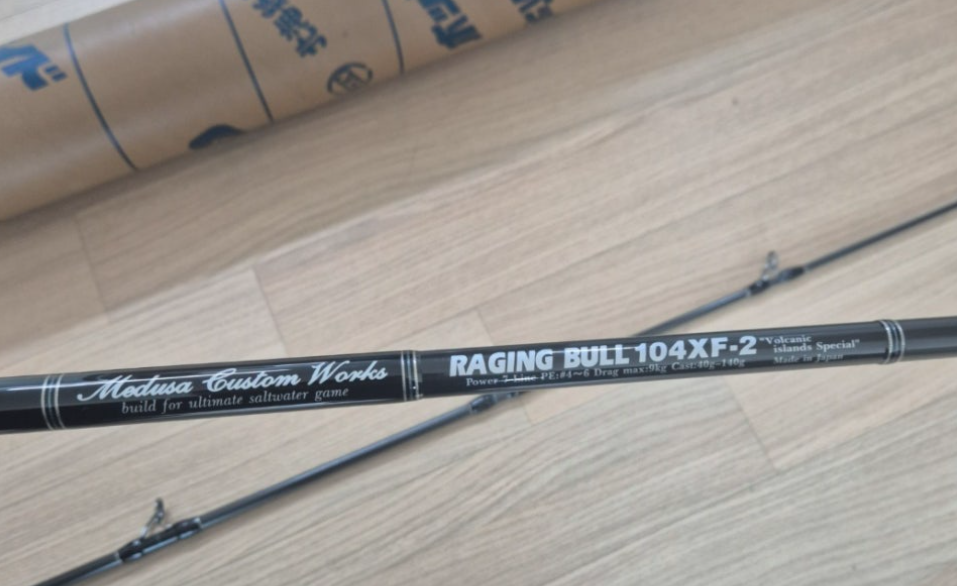 Medusa Custom Works
build for ultimate saltwater game
RAGING BULL 104XF-2
"Volcanic
islands Special"
Power 7 Line PE:#4~6 Drag max:9kg Cast:40g-140g
Made in Japan